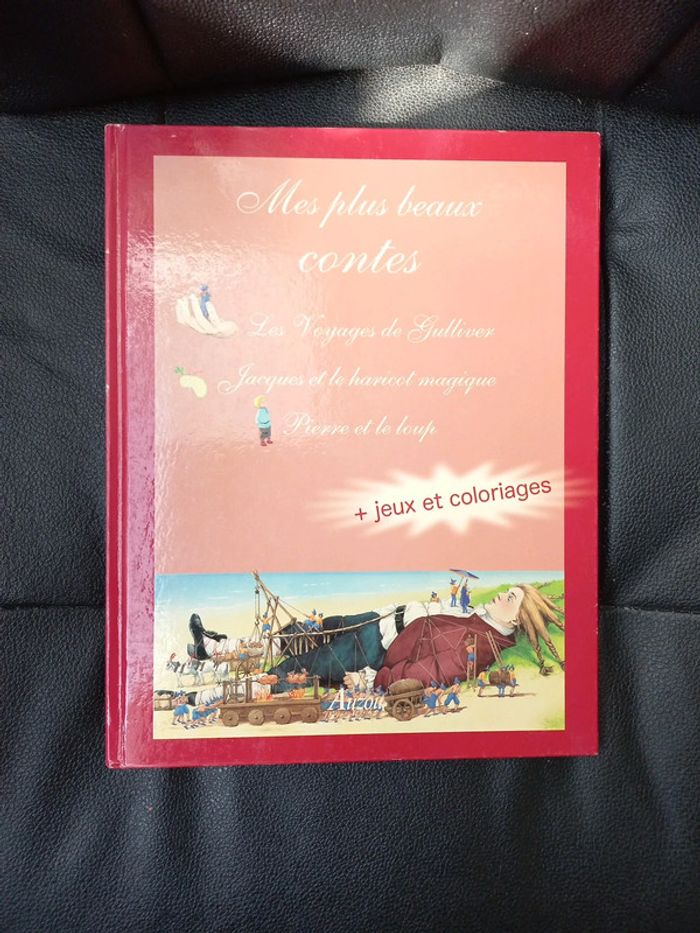 Mes plus beaux
contes
Les Voyages de Gulliver
Jacques et le haricot magique
Pierre et le loup
+ jeux et coloriages
Auzou